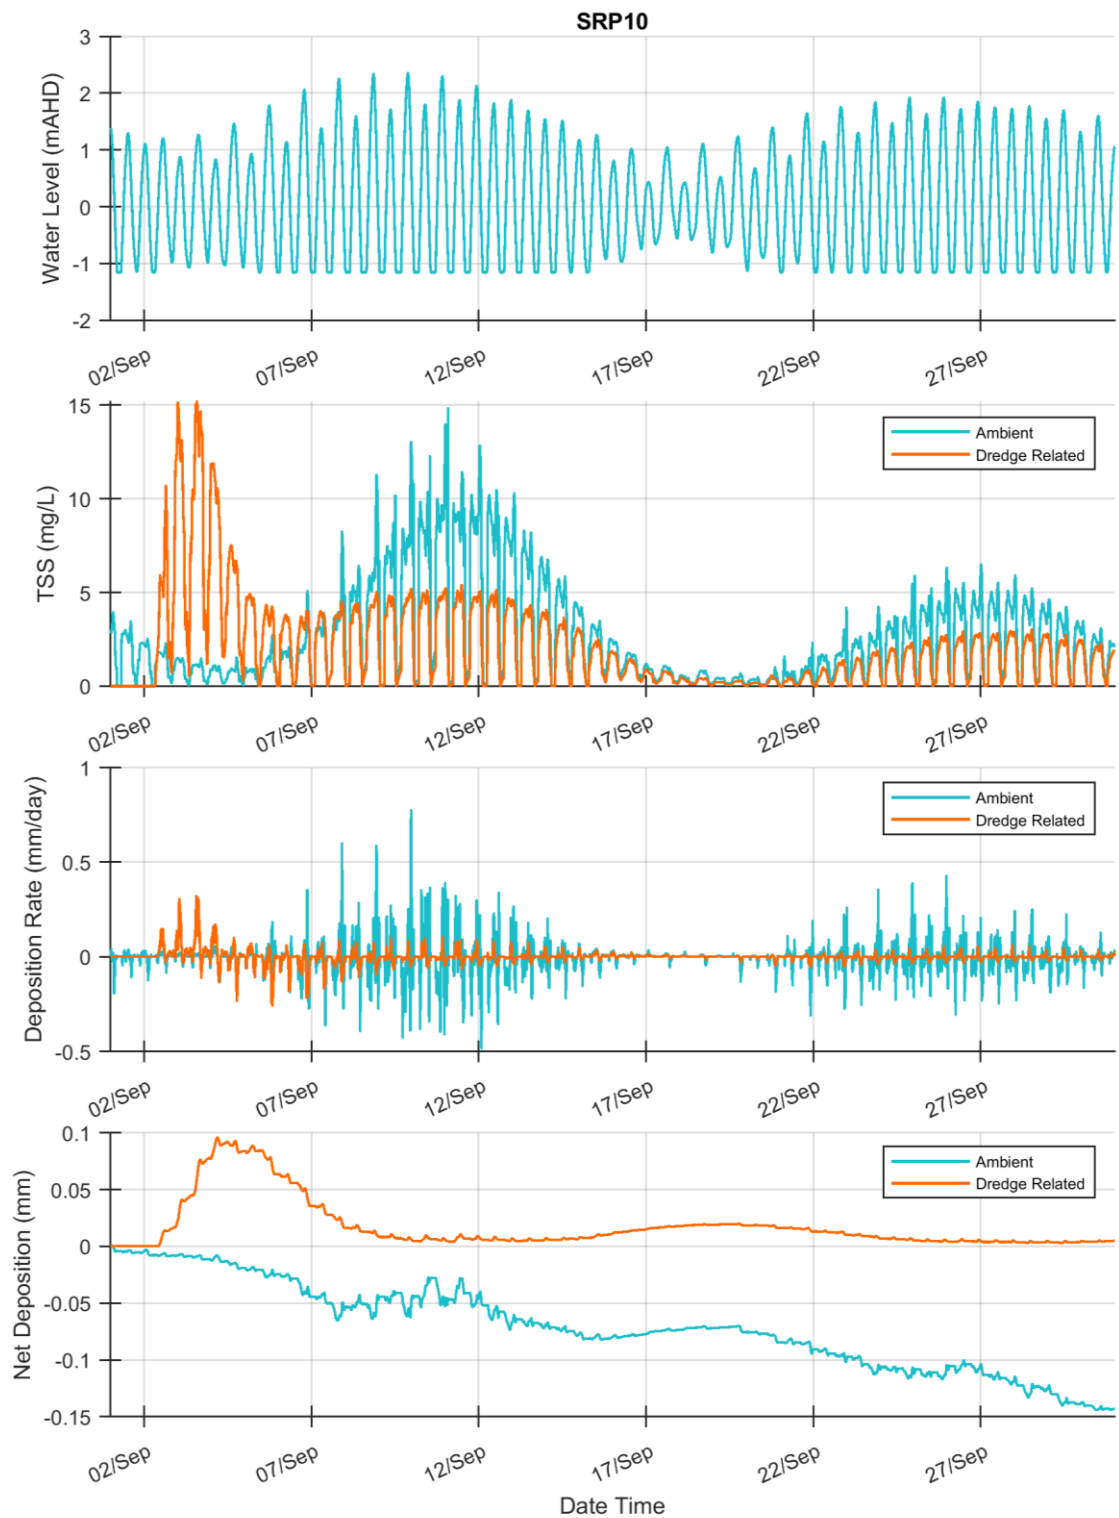 SRP10
3
2
1
0
-1
-2
Water Level (mAHD)
02/Sep 07/Sep 12/Sep 17/Sep 22/Sep 27/Sep
15
10
5
0
TSS (mg/L)
Ambient
Dredge Related
02/Sep 07/Sep 12/Sep 17/Sep 22/Sep 27/Sep
1
0.5
0
-0.5
Deposition Rate (mm/day)
Ambient
Dredge Related
02/Sep 07/Sep 12/Sep 17/Sep 22/Sep 27/Sep
0.1
0.05
0
-0.05
-0.1
-0.15
Net Deposition (mm)
Ambient
Dredge Related
02/Sep 07/Sep 12/Sep 17/Sep 22/Sep 27/Sep
Date Time